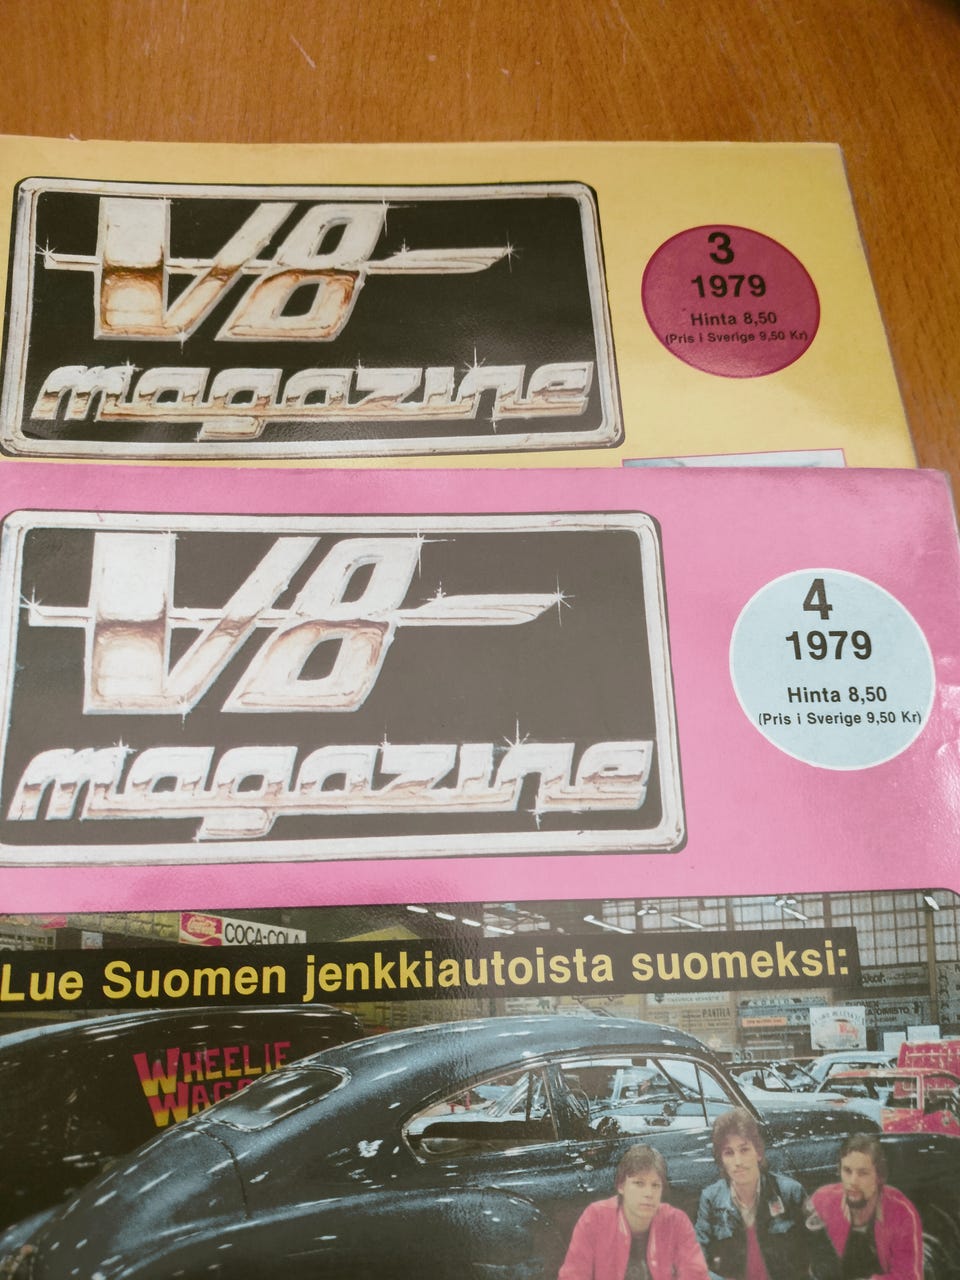 V8
magazine
3
1979
Hinta 8,50
(Pris i Sverige 9,50 Kr)
V8
magazine
4
1979
Hinta 8,50
(Pris i Sverige 9,50 Kr)
COCA-COLA
Lue Suomen jenkkiautoista suomeksi:
WHEELIE